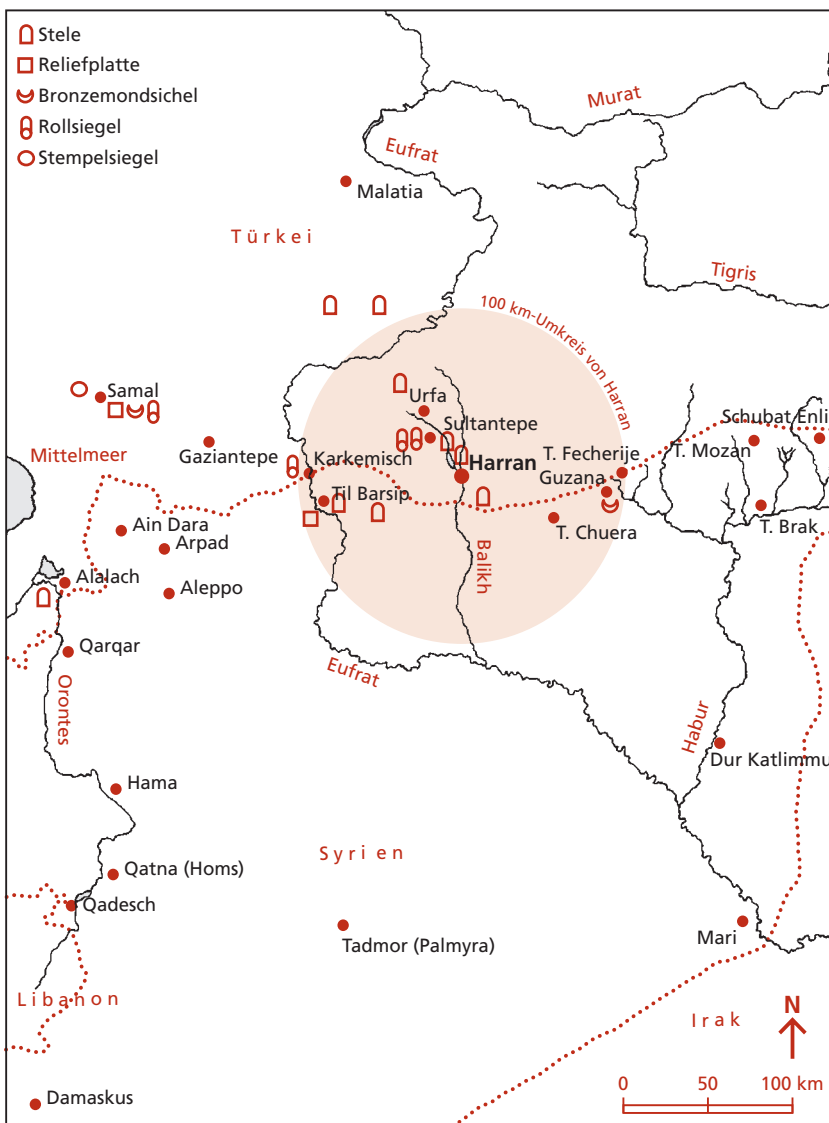 Stele
Reliefplatte
Bronzemondsichel
Rollsiegel
Stempelsiegel
Murat
Eufrat
Malatia
Türkei
Tigris
100 km-Umkreis von Harran
Samal
Urfa
Sultantepe
Schubat Enli
Gaziantepe
Mittelmeer
Karkemisch
Harran
T. Fecherije
T. Mozan
Guzana
Til Barsip
T. Brak
Ain Dara
T. Chuera
Arpad
Balikh
Alalach
Aleppo
Qarqar
Eufrat
Orontes
Habur
Dur Katlimmu
Hama
Syrien
Qatna (Homs)
Qadesch
Tadmor (Palmyra)
Mari
Libanon
Irak
N
0 50 100 km
Damaskus